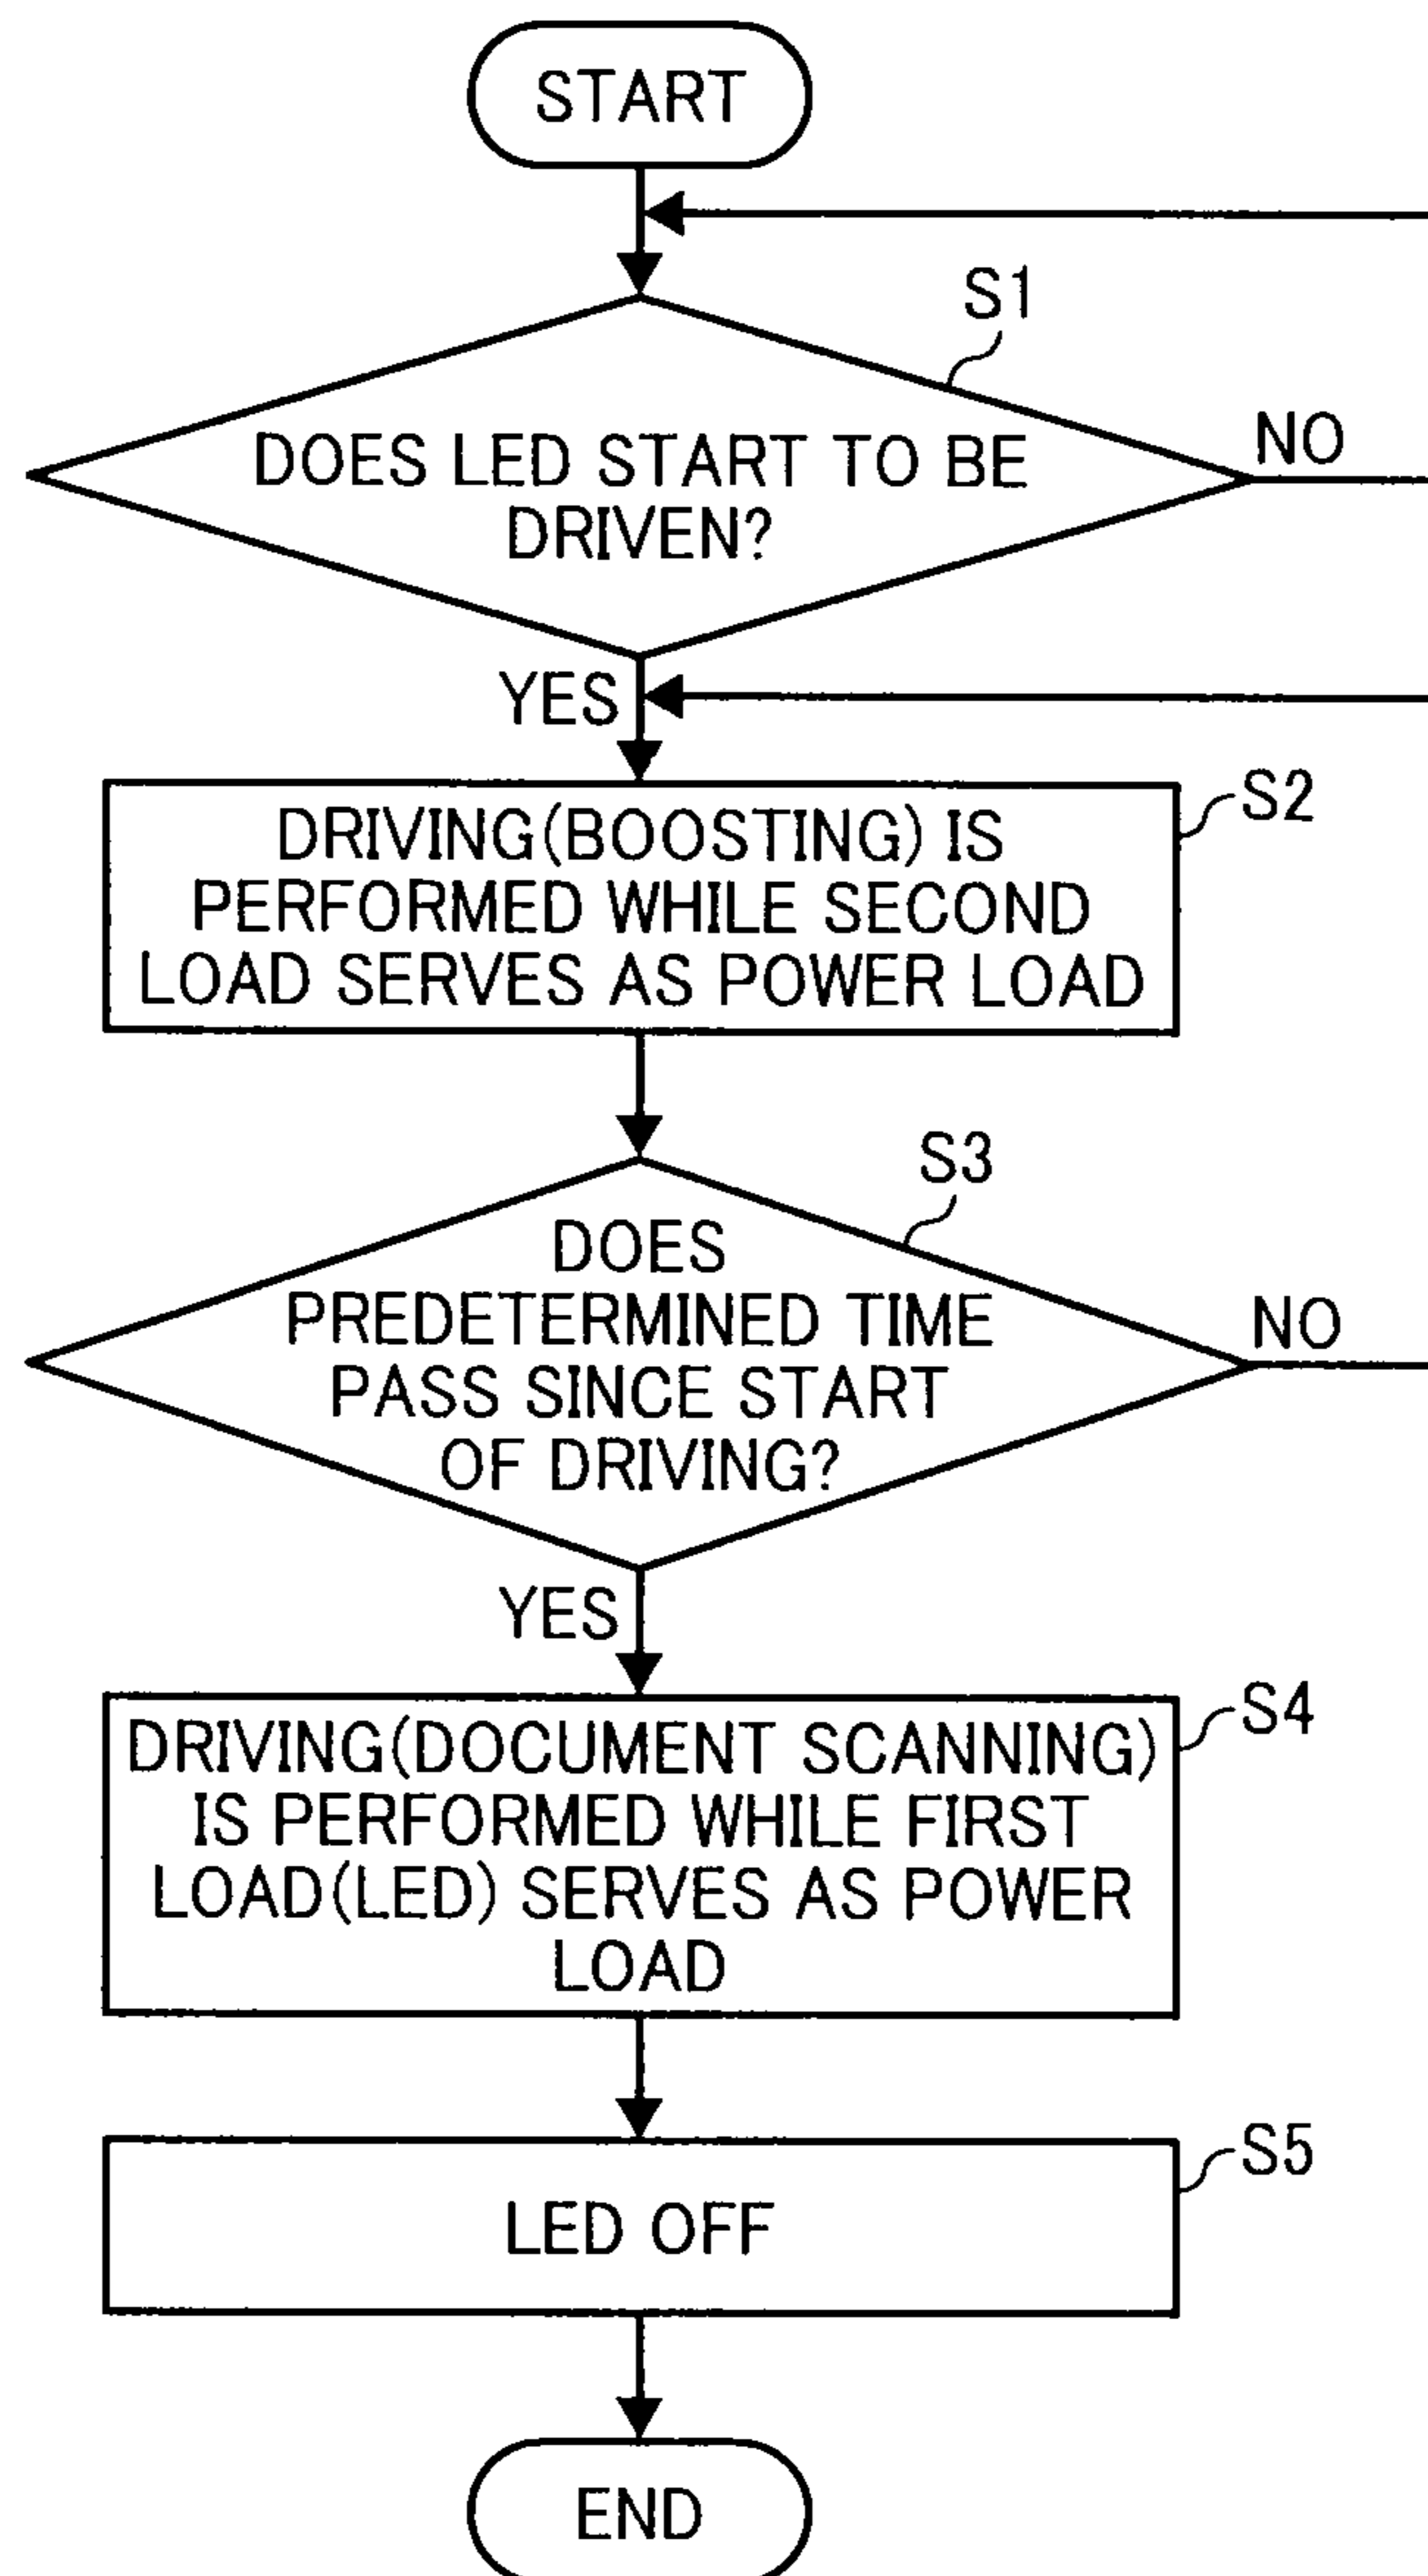 START
S1
DOES LED START TO BE
DRIVEN?
NO
YES
S2
DRIVING(BOOSTING) IS
PERFORMED WHILE SECOND
LOAD SERVES AS POWER LOAD
S3
DOES
PREDETERMINED TIME
PASS SINCE START
OF DRIVING?
NO
YES
S4
DRIVING(DOCUMENT SCANNING)
IS PERFORMED WHILE FIRST
LOAD(LED) SERVES AS POWER
LOAD
S5
LED OFF
END